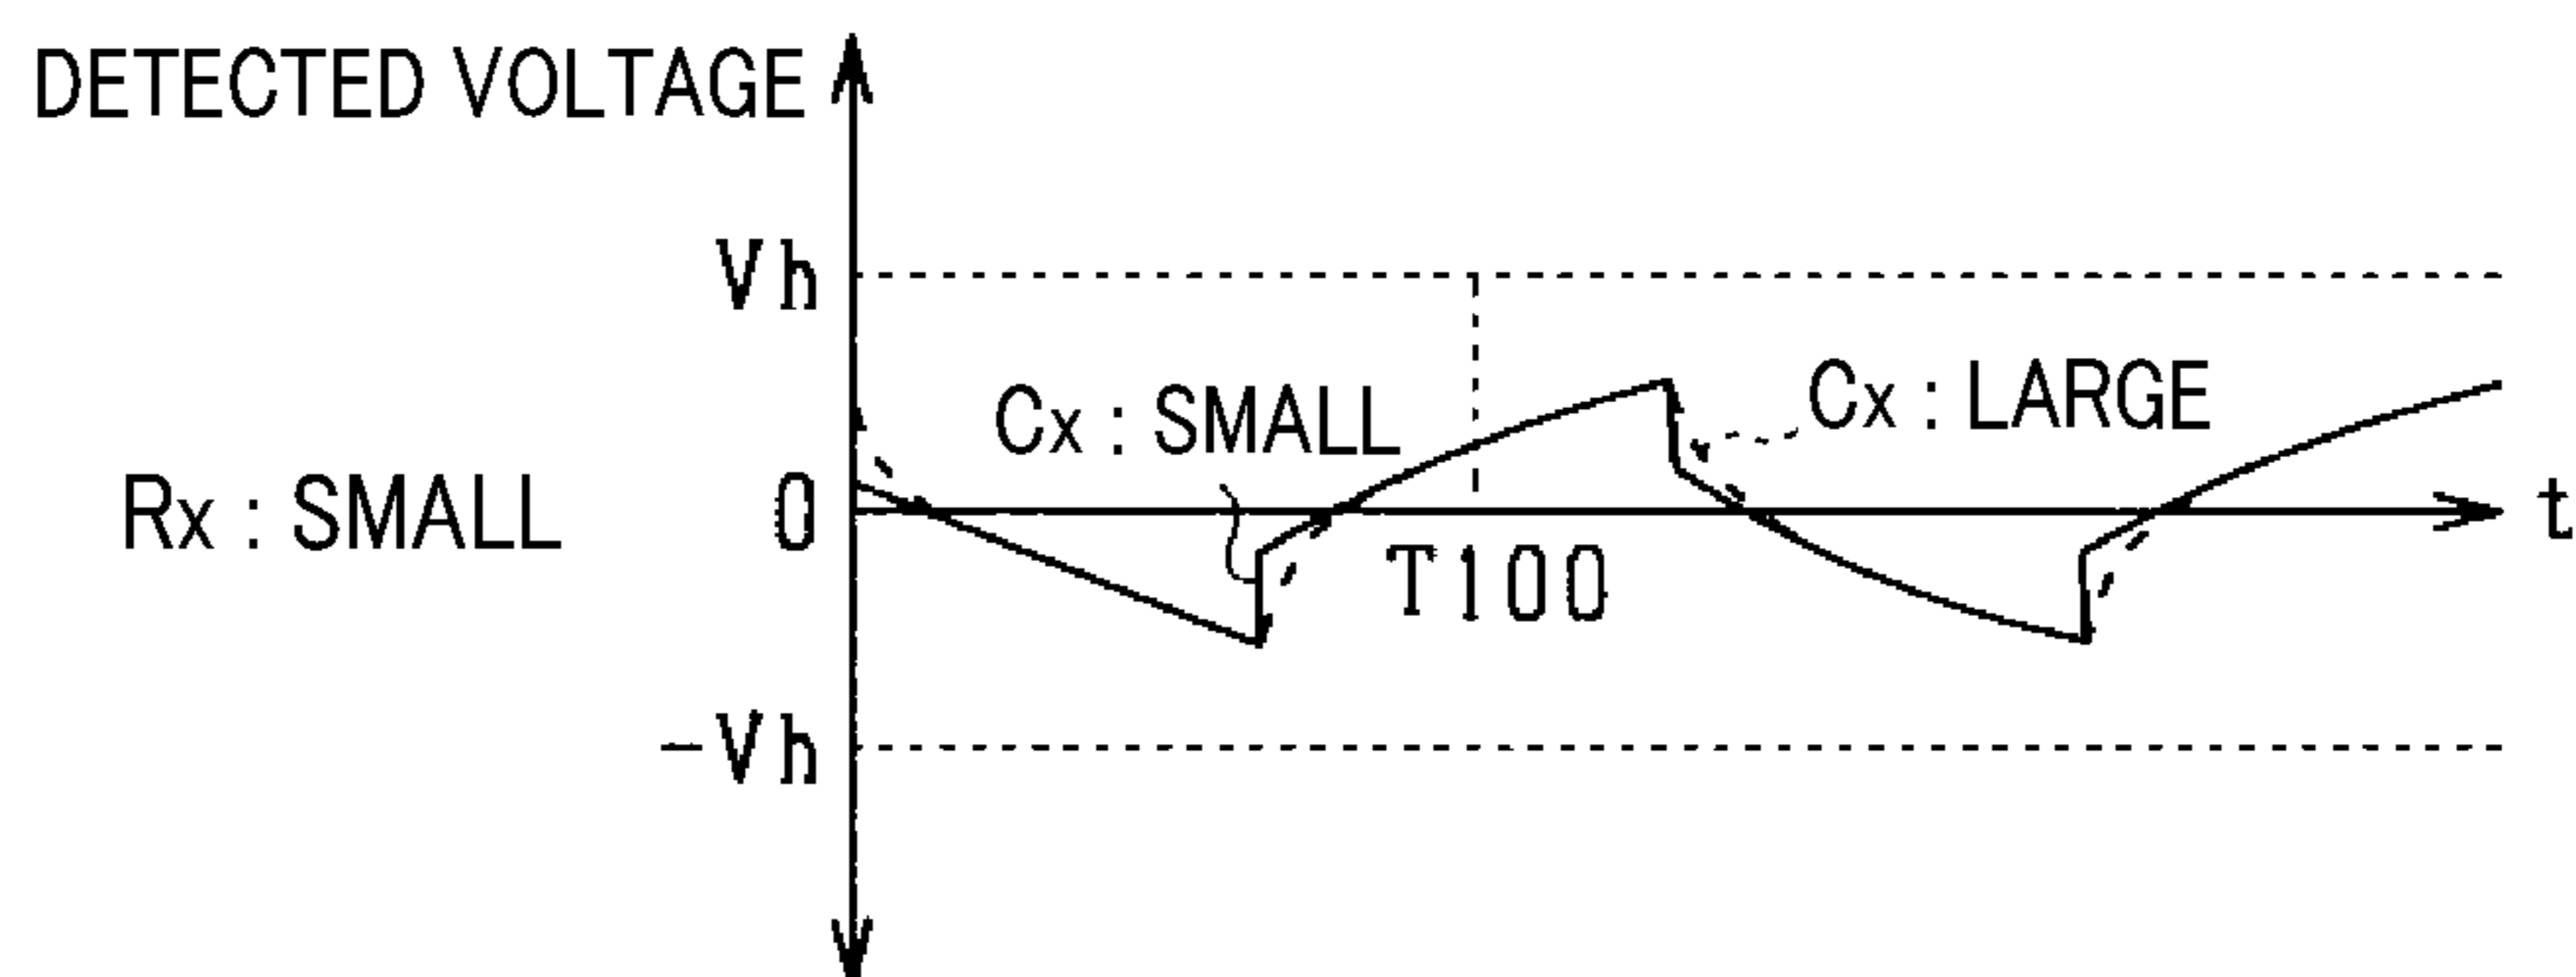 DETECTED VOLTAGE
Vh
Cx : SMALL
Cx : LARGE
Rx : SMALL
0
t
T100
-Vh